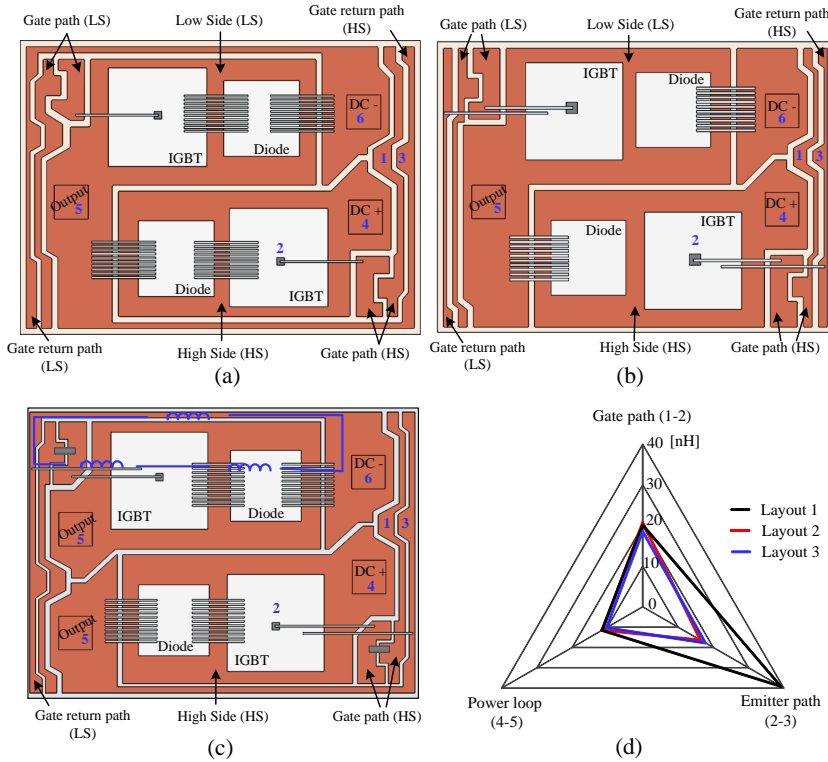 (a)
Gate path (LS)
Low Side (LS)
Gate return path
(HS)
IGBT
Diode
DC -
6
1
3
Output
5
DC +
4
2
Diode
IGBT
Gate return path
(LS)
High Side (HS)
Gate path (HS)
(a)
(b)
Gate path (LS)
Low Side (LS)
Gate return path
(HS)
IGBT
Diode
DC -
6
1
3
Output
5
DC +
4
IGBT
Diode
2
Gate return path
(LS)
High Side (HS)
Gate path (HS)
(b)
IGBT
Diode
DC -
6
Output
5
1
3
DC +
4
Output
5
2
Diode
IGBT
Gate return path
(LS)
High Side (HS)
Gate path (HS)
(c)
Gate path (1-2)
40 [nH]
30
20
10
0
Layout 1
Layout 2
Layout 3
Power loop
(4-5)
Emitter path
(2-3)
(d)